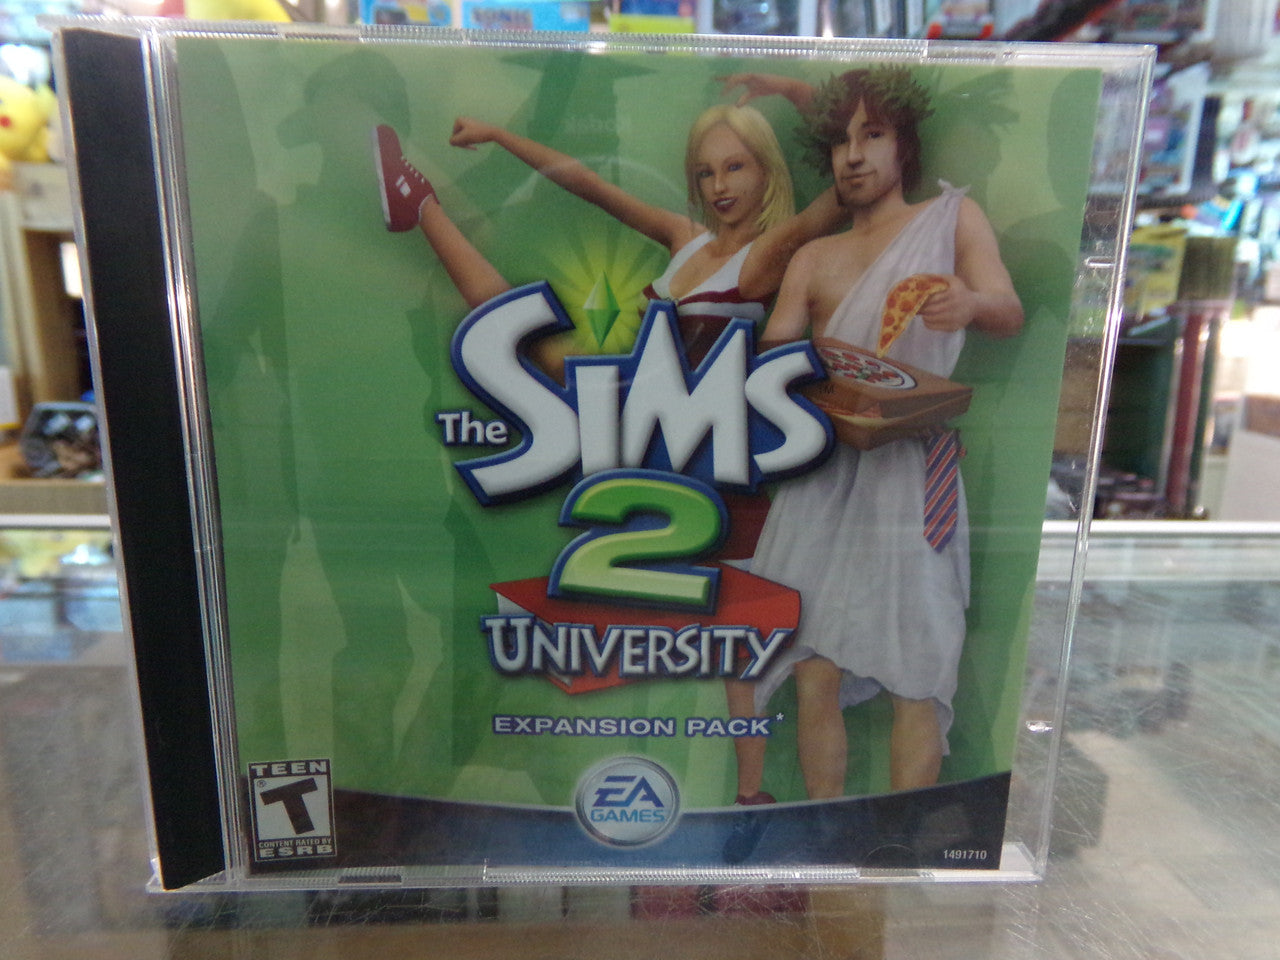 The SIMS
2
UNIVERSITY
EXPANSION PACK*
TEEN
®
T
CONTENT RATED BY
ESRB
EA
GAMES
1491710